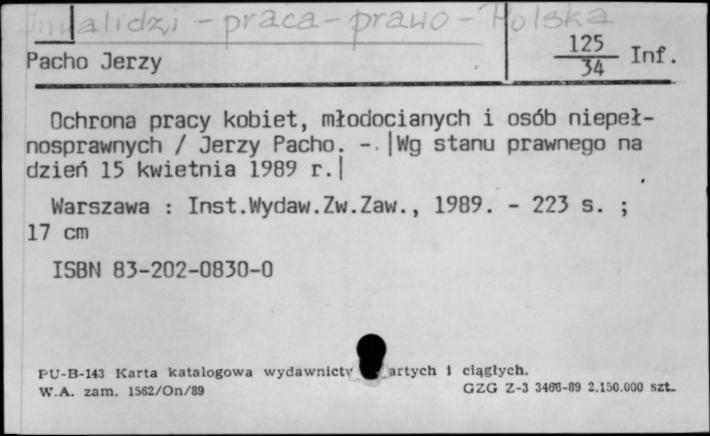 Inwalidzi - praca - prawo - Polska
Pacho Jerzy
125
34 Inf.
Ochrona pracy kobiet, młodocianych i osób niepeł-
nosprawnych / Jerzy Pacho. -.|Wg stanu prawnego na
dzień 15 kwietnia 1989 r.|
Warszawa : Inst.Wydaw.Zw.Zaw., 1989. - 223 s. ;
17 cm
ISBN 83-202-0830-0
PU-B-143 Karta katalogowa wydawnictw artych i ciągłych.
W.A. zam. 1562/On/89 GZG Z-3 3466-89 2.150.000 szt.